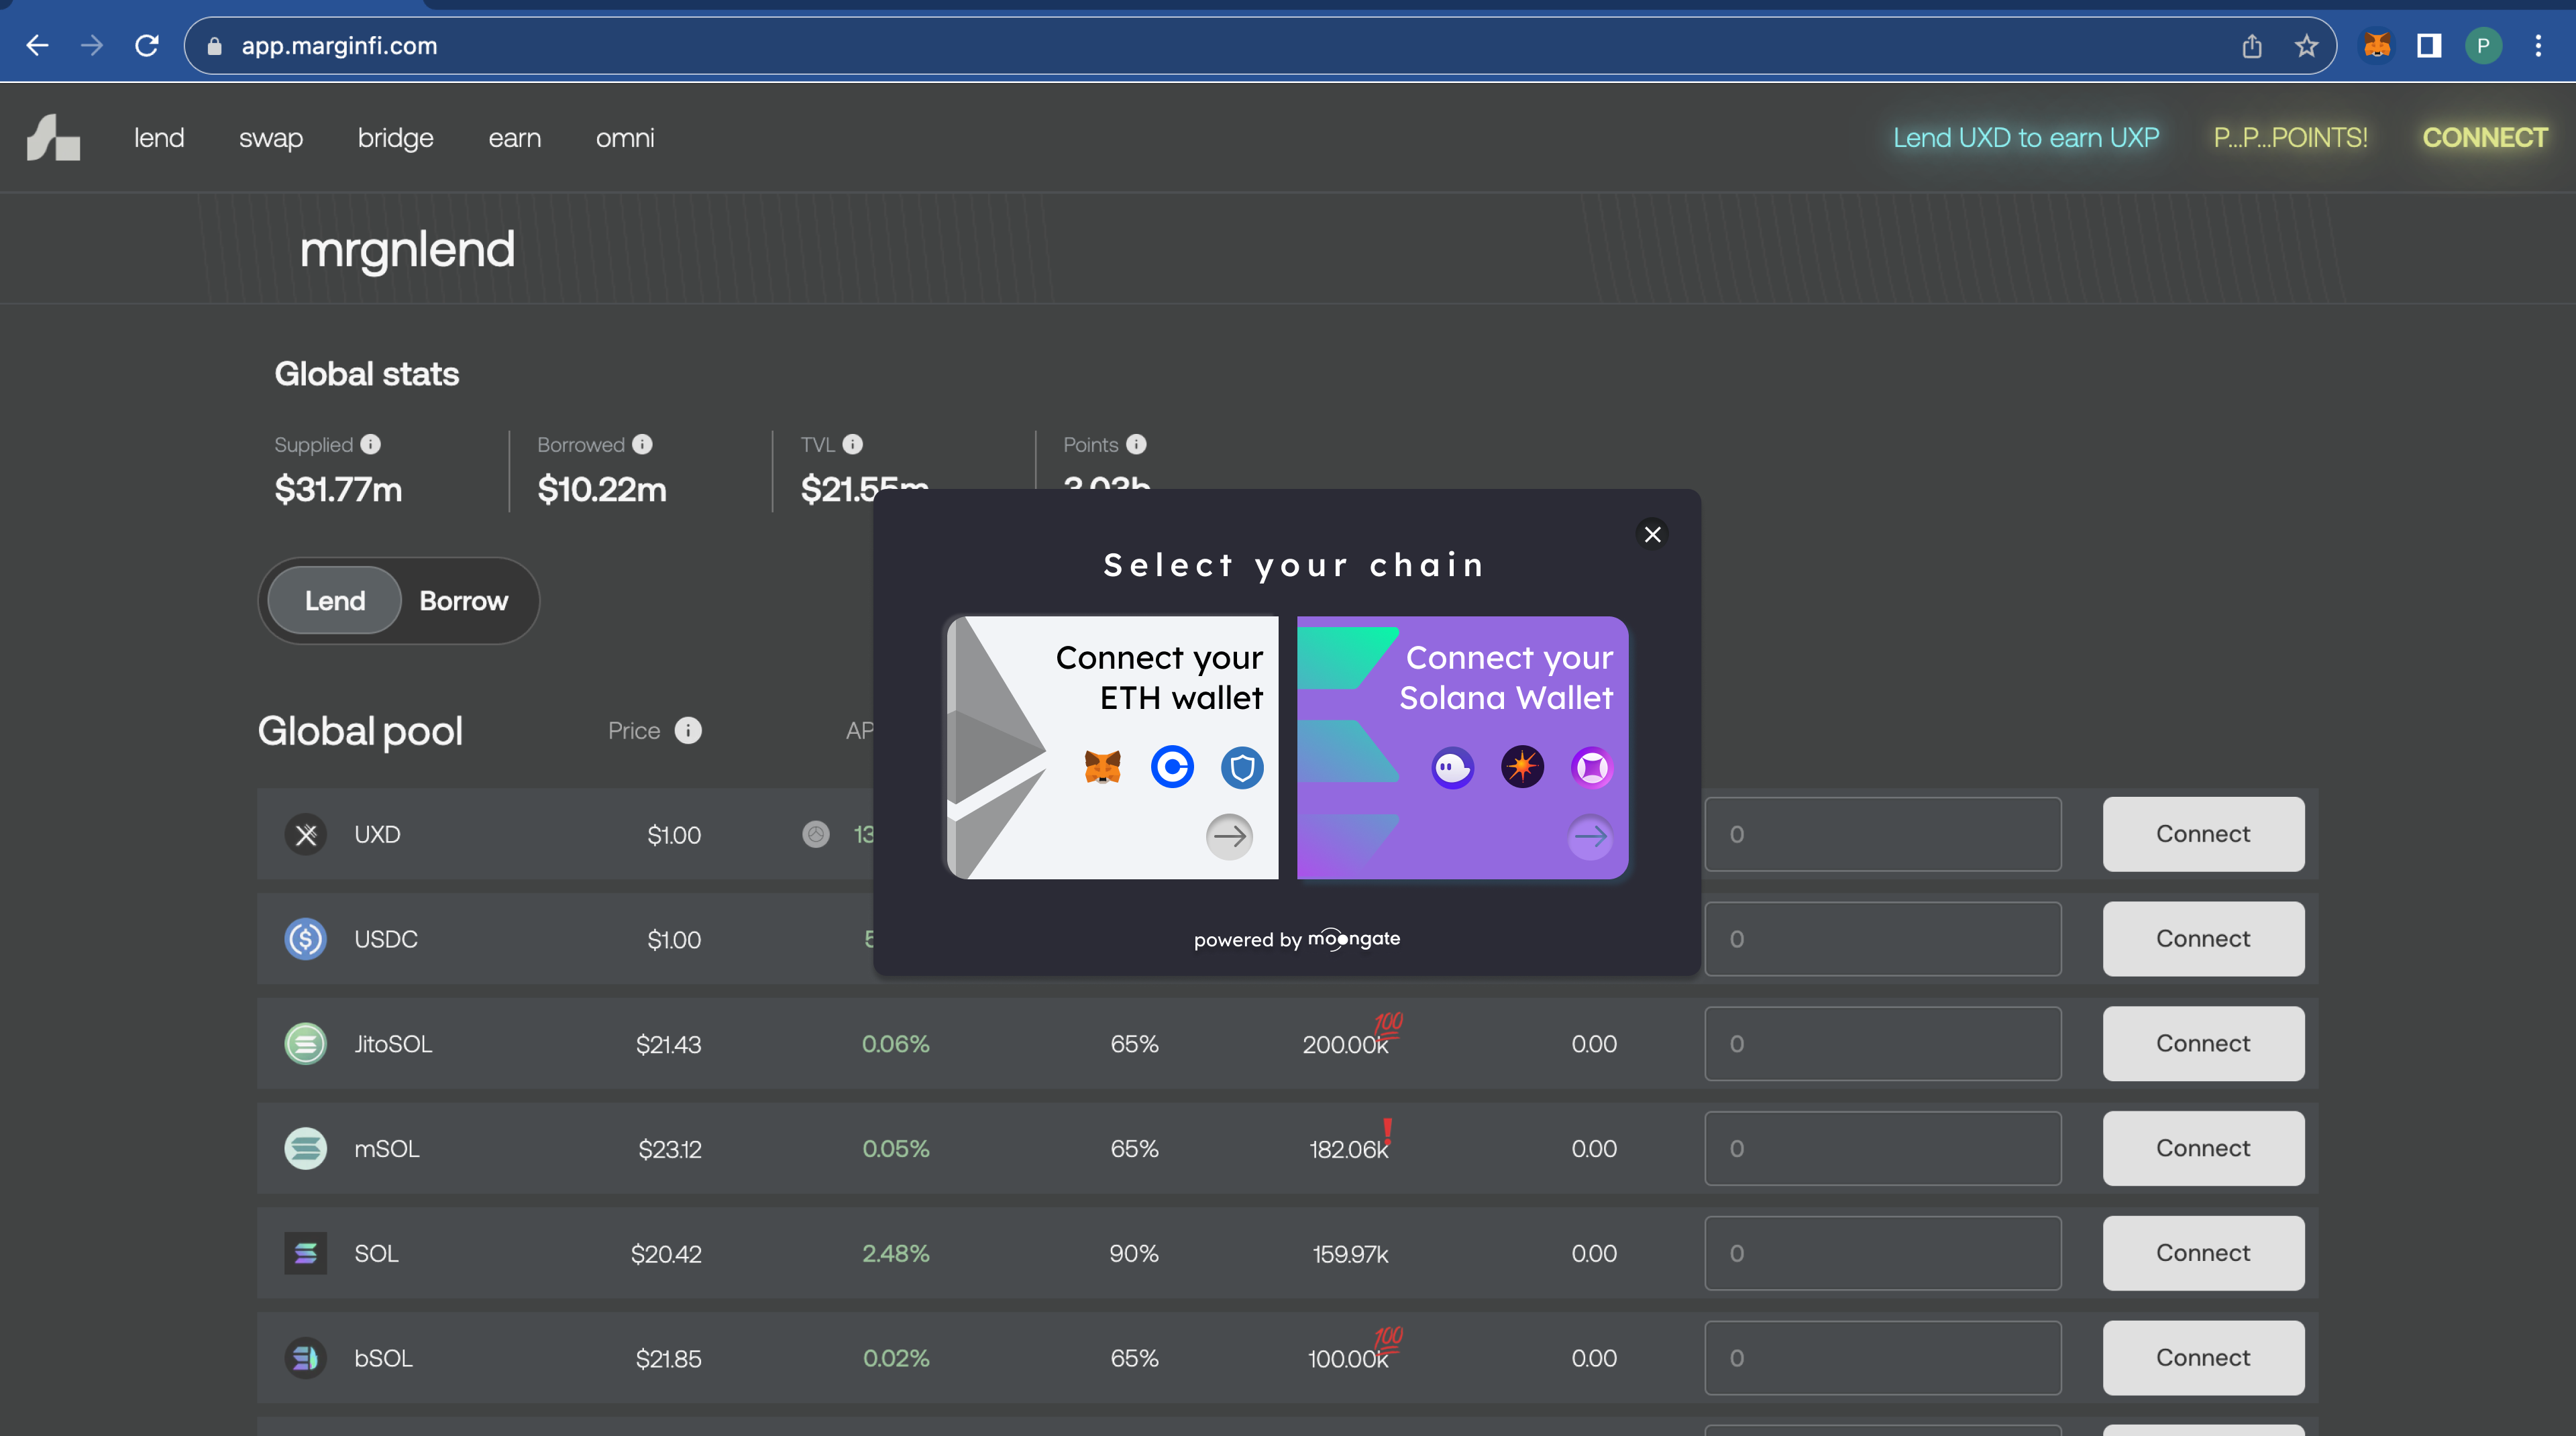 app.marginfi.com
P
lend swap bridge earn omni
Lend UXD to earn UXP P...P...POINTS! CONNECT
mrgnlend
Global stats
Supplied Borrowed TVL Points
$31.77m $10.22m $21.55m 3.03b
Lend Borrow
Select your chain
Connect your
ETH wallet
Connect your
Solana Wallet
powered by moongate
Global pool Price AP
UXD $1.00 13 0 Connect
USDC $1.00 5 0 Connect
JitoSOL $21.43 0.06% 65% 200.00k 100 0.00 0 Connect
mSOL $23.12 0.05% 65% 182.06k ! 0.00 0 Connect
SOL $20.42 2.48% 90% 159.97k 0.00 0 Connect
bSOL $21.85 0.02% 65% 100.00k 100 0.00 0 Connect